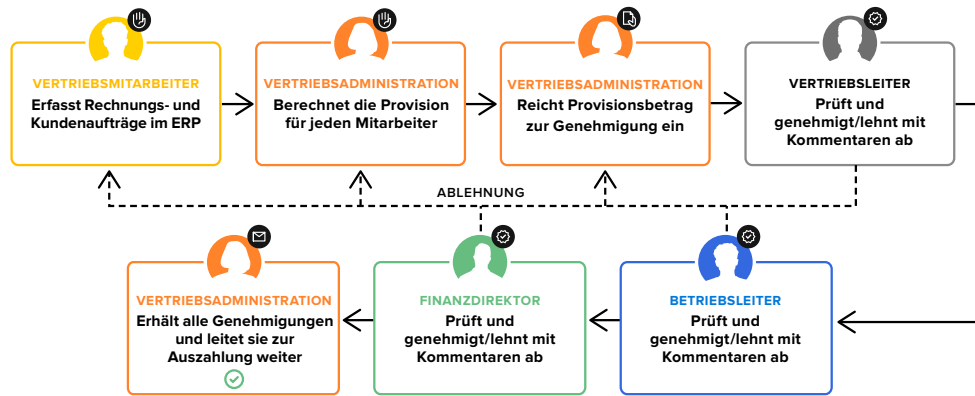 VERTRIEBSMITARBEITER
Erfasst Rechnungs- und
Kundenaufträge im ERP
VERTRIEBSADMINISTRATION
Berechnet die Provision
für jeden Mitarbeiter
VERTRIEBSADMINISTRATION
Reicht Provisionsbetrag
zur Genehmigung ein
VERTRIEBSLEITER
Prüft und
genehmigt/lehnt mit
Kommentaren ab
ABLEHNUNG
VERTRIEBSADMINISTRATION
Erhält alle Genehmigungen
und leitet sie zur
Auszahlung weiter
FINANZDIREKTOR
Prüft und
genehmigt/lehnt mit
Kommentaren ab
BETRIEBSLEITER
Prüft und
genehmigt/lehnt mit
Kommentaren ab